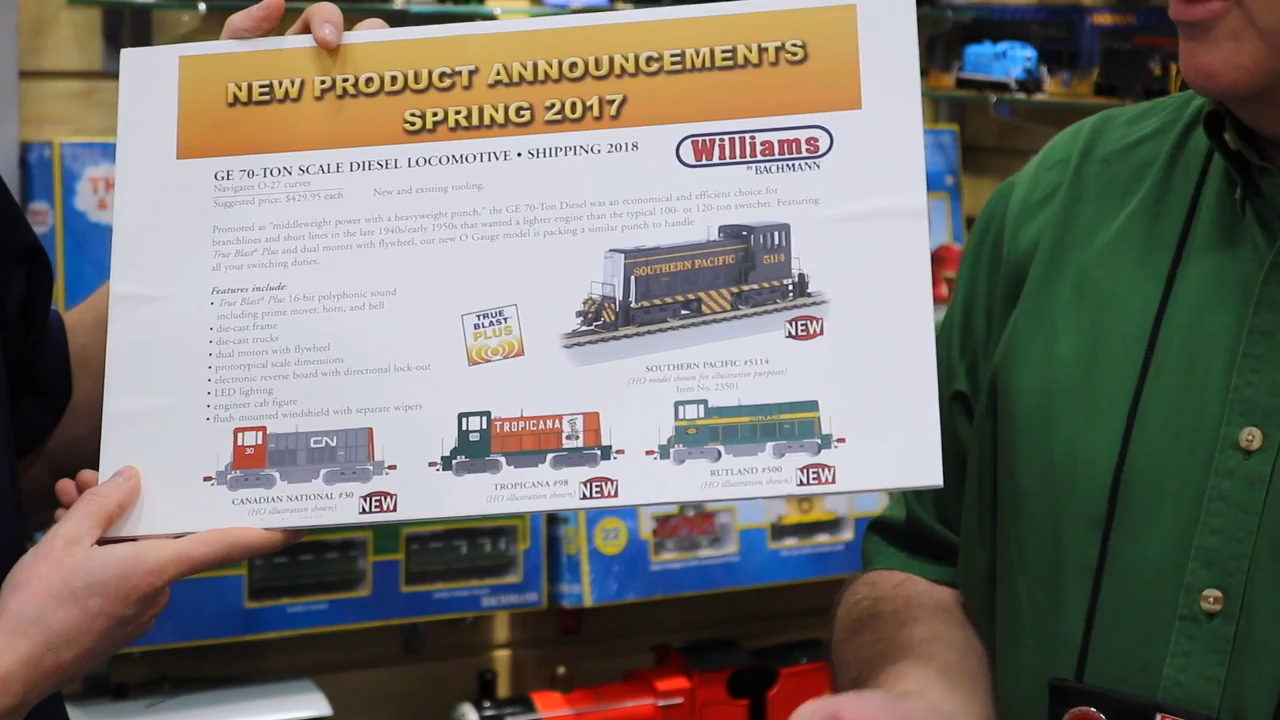 NEW PRODUCT ANNOUNCEMENTS
SPRING 2017
Williams
BY BACHMANN
GE 70-TON SCALE DIESEL LOCOMOTIVE • SHIPPING 2018
Navigates O-27 curves
Suggested price: $429.95 each
New and existing tooling.
Promoted as "middleweight power with a heavyweight punch," the GE 70-Ton Diesel was an economical and efficient choice for
branchlines and short lines in the late 1940s/early 1950s that wanted a lighter engine than the typical 100- or 120-ton switcher. Featuring
True Blast® Plus and dual motors with flywheel, our new O Gauge model is packing a similar punch to handle
all your switching duties.
Features include:
• True Blast® Plus 16-bit polyphonic sound
including prime mover, horn, and bell
• die-cast frame
• die-cast trucks
• dual motors with flywheel
• prototypical scale dimensions
• electronic reverse board with directional lock-out
• LED lighting
• engineer cab figure
• flush-mounted windshield with separate wipers
TRUE
BLAST
PLUS
SOUTHERN PACIFIC
5114
NEW
SOUTHERN PACIFIC #5114
(HO model shown for illustrative purposes)
Item No. 23501
30
CN
CANADIAN NATIONAL #30
(HO illustration shown)
NEW
98
TROPICANA
TROPICANA #98
(HO illustration shown)
NEW
RUTLAND
RUTLAND #500
(HO illustration shown)
NEW
22
BACHMANN